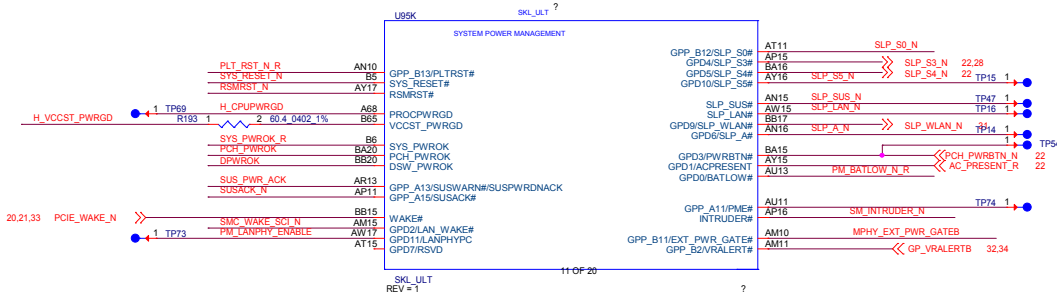 U95K
SKL_ULT
?
SYSTEM POWER MANAGEMENT
PLT_RST_N_R AN10 GPP_B13/PLTRST#
SYS_RESET_N B5 SYS_RESET#
RSMRST_N AY17 RSMRST#
1 TP69 H_CPUPWRGD A68 PROCPWRGD
H_VCCST_PWRGD R193 1 2 60.4_0402_1% B65 VCCST_PWRGD
SYS_PWROK_R B6 SYS_PWROK
PCH_PWROK BA20 PCH_PWROK
DPWROK BB20 DSW_PWROK
SUS_PWR_ACK AR13 GPP_A13/SUSWARN#/SUSPWRDNACK
SUSACK_N AP11 GPP_A15/SUSACK#
20,21,33 PCIE_WAKE_N BB15 WAKE#
SMC_WAKE_SCI_N AM15 GPD2/LAN_WAKE#
1 TP73 PM_LANPHY_ENABLE AW17 GPD11/LANPHYPC
AT15 GPD7/RSVD
GPP_B12/SLP_S0# AT11 SLP_S0_N
GPD4/SLP_S3# AP15 SLP_S3_N 22,28
GPD5/SLP_S4# BA16 SLP_S4_N 22
GPD10/SLP_S5# AY16 SLP_S5_N TP15 1
SLP_SUS# AN15 SLP_SUS_N TP47 1
SLP_LAN# AW15 SLP_LAN_N TP16 1
GPD9/SLP_WLAN# BB17 SLP_WLAN_N
GPD6/SLP_A# AN16 SLP_A_N TP14 1
1 TP54
GPD3/PWRBTN# BA15 PCH_PWRBTN_N 22
GPD1/ACPRESENT AY15 AC_PRESENT_R 22
GPD0/BATLOW# AU13 PM_BATLOW_N_R
GPP_A11/PME# AU11 TP74 1
INTRUDER# AP16 SM_INTRUDER_N
GPP_B11/EXT_PWR_GATE# AM10 MPHY_EXT_PWR_GATEB
GPP_B2/VRALERT# AM11 GP_VRALERTB 32,34
11 OF 20
SKL_ULT
REV = 1
?